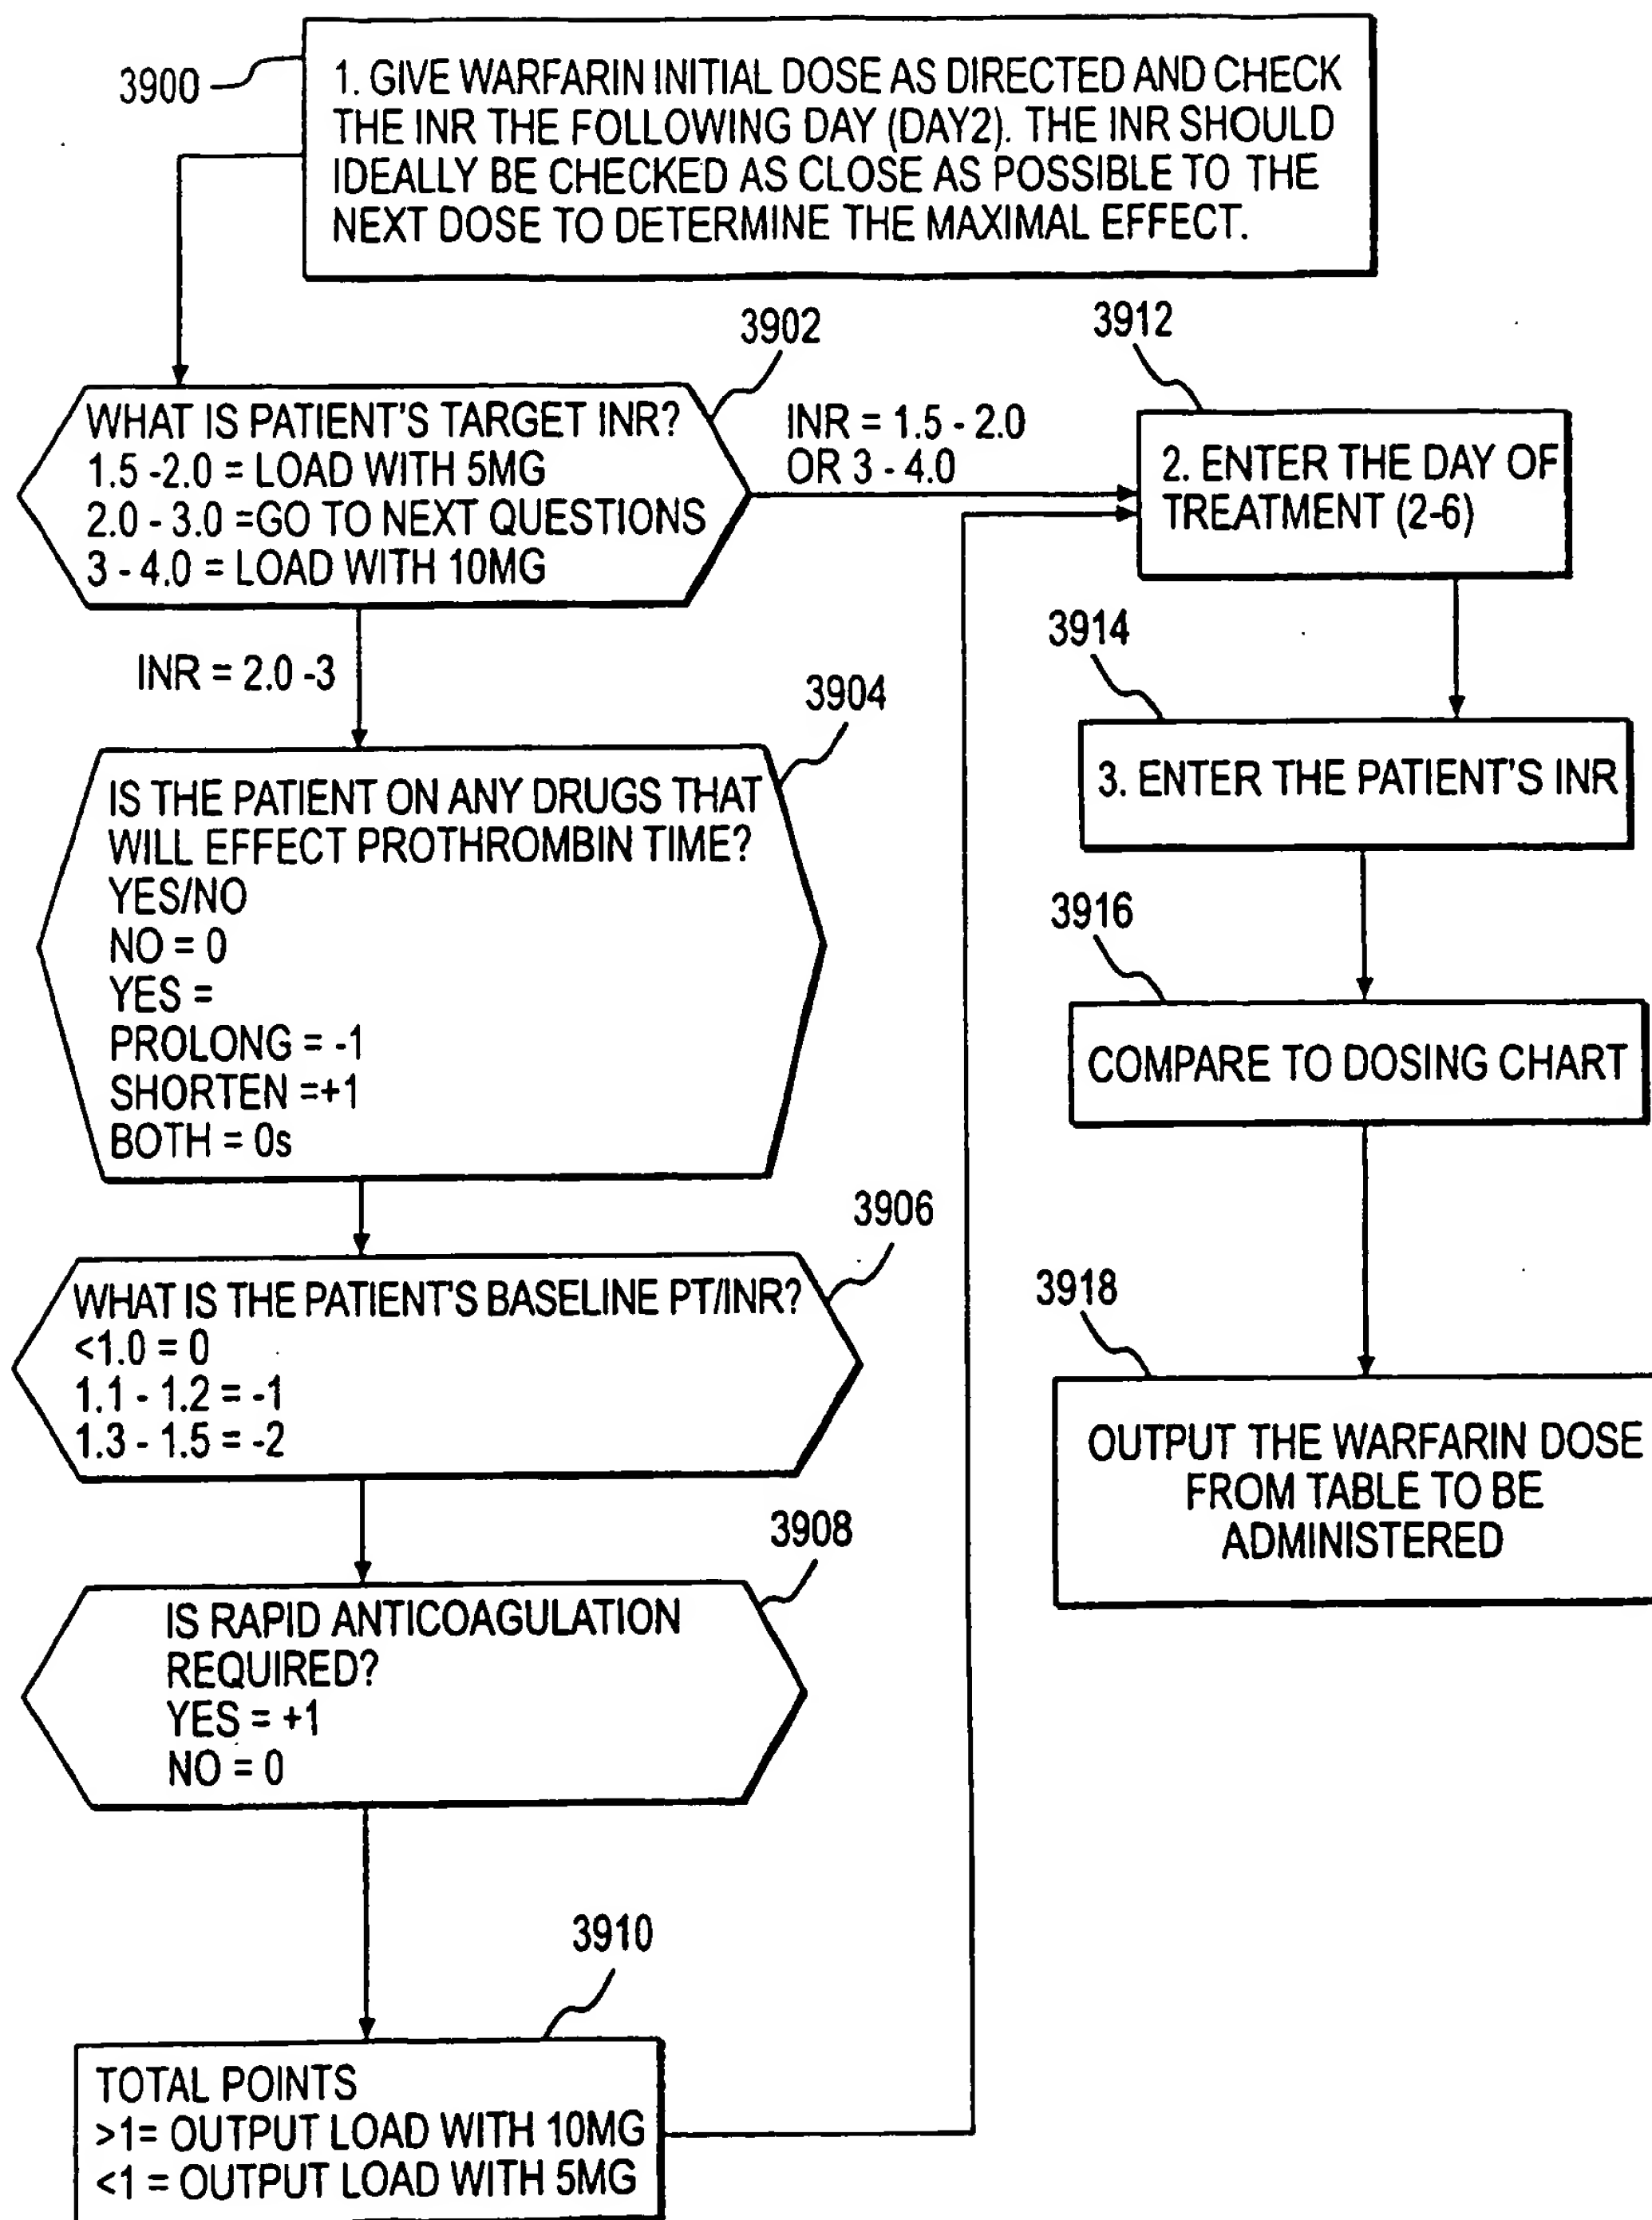 3900
1. GIVE WARFARIN INITIAL DOSE AS DIRECTED AND CHECK
THE INR THE FOLLOWING DAY (DAY2). THE INR SHOULD
IDEALLY BE CHECKED AS CLOSE AS POSSIBLE TO THE
NEXT DOSE TO DETERMINE THE MAXIMAL EFFECT.
3902
WHAT IS PATIENT'S TARGET INR?
1.5 -2.0 = LOAD WITH 5MG
2.0 - 3.0 =GO TO NEXT QUESTIONS
3 - 4.0 = LOAD WITH 10MG
INR = 1.5 - 2.0
OR 3 - 4.0
INR = 2.0 -3
3904
IS THE PATIENT ON ANY DRUGS THAT
WILL EFFECT PROTHROMBIN TIME?
YES/NO
NO = 0
YES =
PROLONG = -1
SHORTEN =+1
BOTH = 0s
3906
WHAT IS THE PATIENT'S BASELINE PT/INR?
<1.0 = 0
1.1 - 1.2 = -1
1.3 - 1.5 = -2
3908
IS RAPID ANTICOAGULATION
REQUIRED?
YES = +1
NO = 0
3910
TOTAL POINTS
>1= OUTPUT LOAD WITH 10MG
<1 = OUTPUT LOAD WITH 5MG
3912
2. ENTER THE DAY OF
TREATMENT (2-6)
3914
3. ENTER THE PATIENT'S INR
3916
COMPARE TO DOSING CHART
3918
OUTPUT THE WARFARIN DOSE
FROM TABLE TO BE
ADMINISTERED